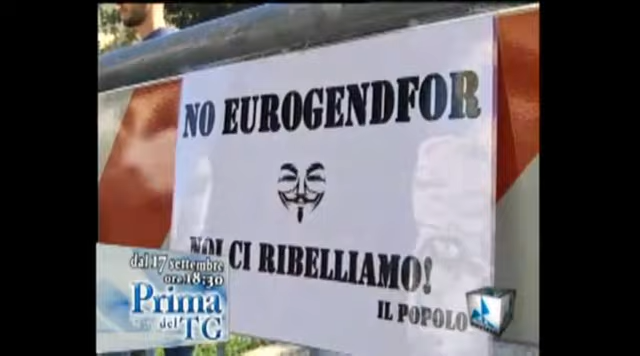 NO EUROGENDFOR
NOI CI RIBELLIAMO!
IL POPOLO
dal 17 settembre
ore 18:30
Prima
del TG